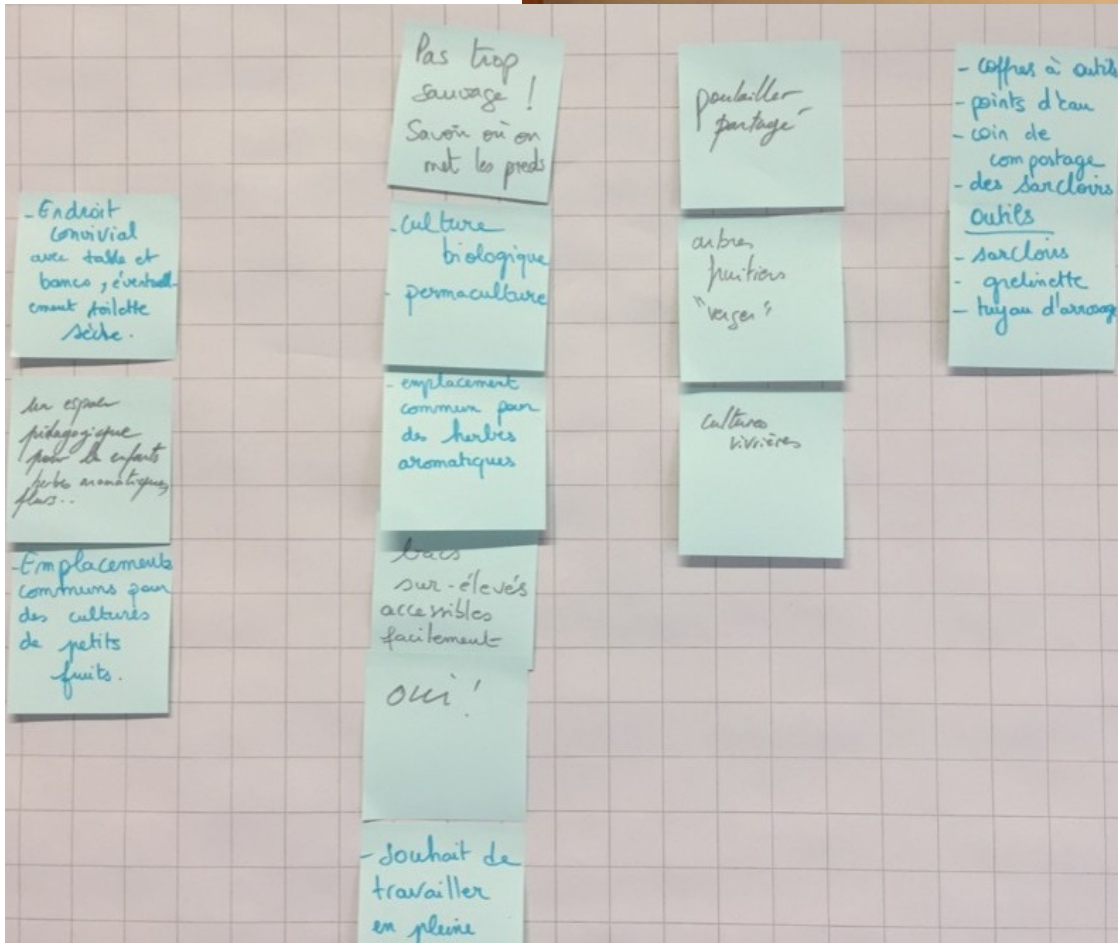 - Endroit
convivial
avec table et
bancs, éventuell-
ement toilette
sèche.
un espace
pédagogique
pour les enfants
herbes aromatiques,
fleurs..
- Emplacements
communs pour
des cultures
de petits
fruits.
Pas trop
sauvage !
Savoir où on
met les pieds
- culture
biologique
- permaculture
- emplacement
commun pour
des herbes
aromatiques
bacs
sur-élevés
accessibles
facilement
oui !
- souhait de
travailler
en pleine
poulailler
partagé
arbres
fruitiers
"verger"
cultures
vivrières
- coffres à outils
- points d'eau
- coin de
compostage
- des sarcloirs
outils
- sarcloirs
- grelinette
- tuyau d'arrosage